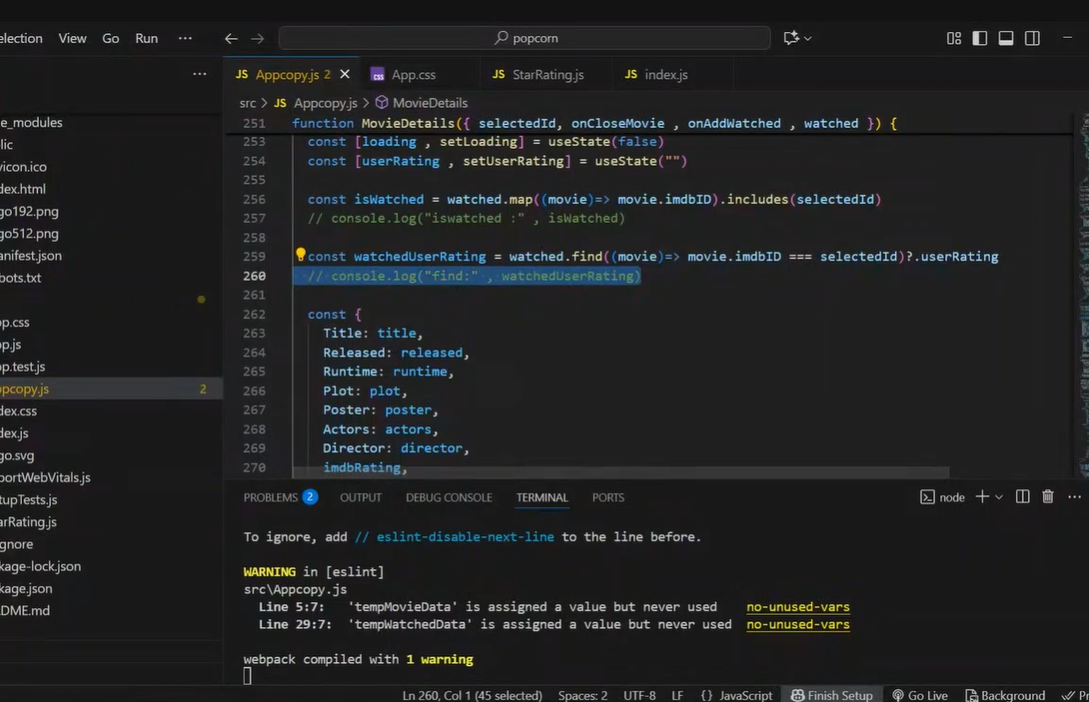 election View Go Run ··· popcorn
JS Appcopy.js 2 App.css JS StarRating.js JS index.js
src > JS Appcopy.js > MovieDetails
e_modules
lic
vicon.ico
dex.html
go192.png
go512.png
anifest.json
bots.txt
p.css
p.js
p.test.js
pcopy.js 2
dex.css
dex.js
go.svg
portWebVitals.js
tupTests.js
arRating.js
gnore
kage-lock.json
kage.json
DME.md
251 function MovieDetails({ selectedId, onCloseMovie , onAddWatched , watched }) {
253 const [loading , setLoading] = useState(false)
254 const [userRating , setUserRating] = useState("")
255
256 const isWatched = watched.map((movie)=> movie.imdbID).includes(selectedId)
257 // console.log("iswatched :" , isWatched)
258
259 const watchedUserRating = watched.find((movie)=> movie.imdbID === selectedId)?.userRating
260 // console.log("find:" , watchedUserRating)
261
262 const {
263 Title: title,
264 Released: released,
265 Runtime: runtime,
266 Plot: plot,
267 Poster: poster,
268 Actors: actors,
269 Director: director,
270 imdbRating,
PROBLEMS 2 OUTPUT DEBUG CONSOLE TERMINAL PORTS node
To ignore, add // eslint-disable-next-line to the line before.
WARNING in [eslint]
src\Appcopy.js
Line 5:7: 'tempMovieData' is assigned a value but never used no-unused-vars
Line 29:7: 'tempWatchedData' is assigned a value but never used no-unused-vars
webpack compiled with 1 warning
Ln 260, Col 1 (45 selected) Spaces: 2 UTF-8 LF {} JavaScript Finish Setup Go Live Background